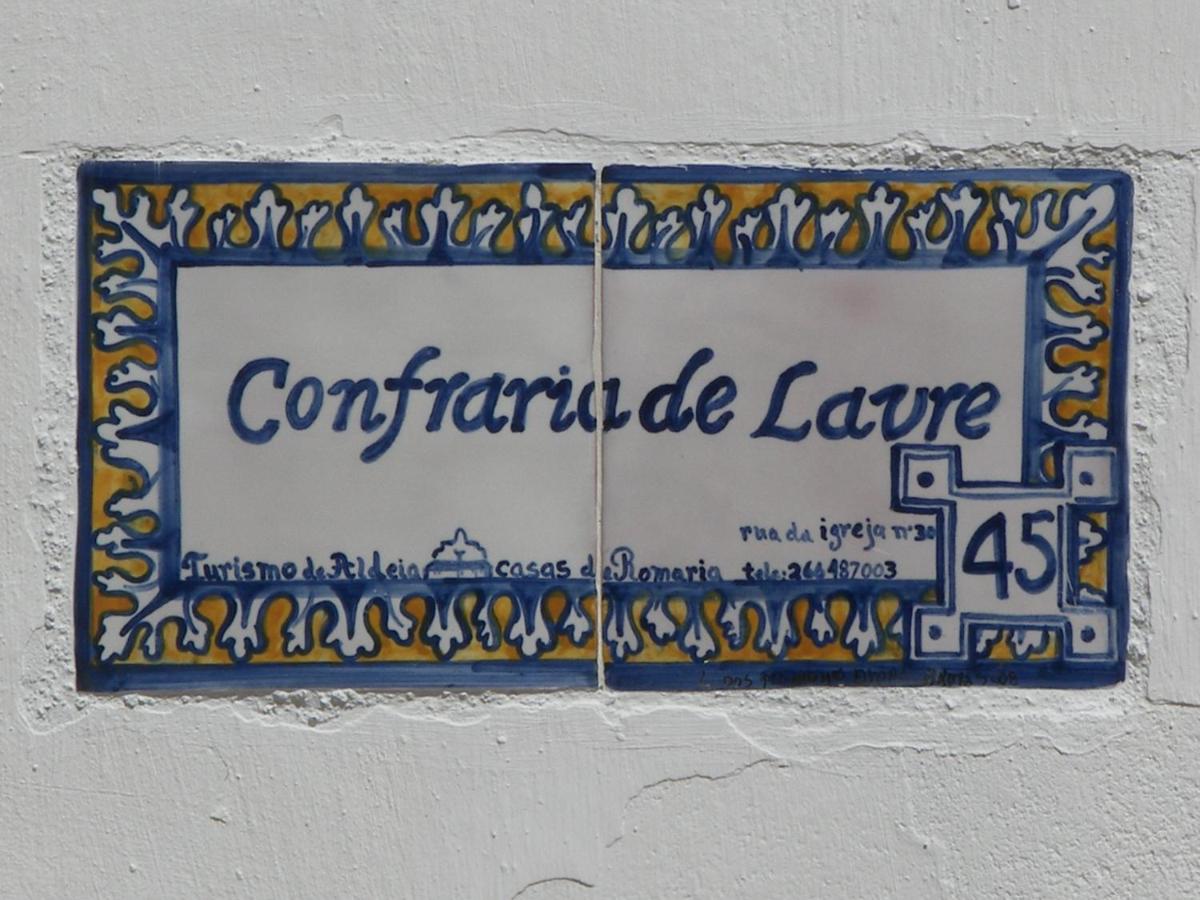 Confraria de Lavre
rua da igreja nº30
Turismo de Aldeia casas de Romaria tele: 266487003
45